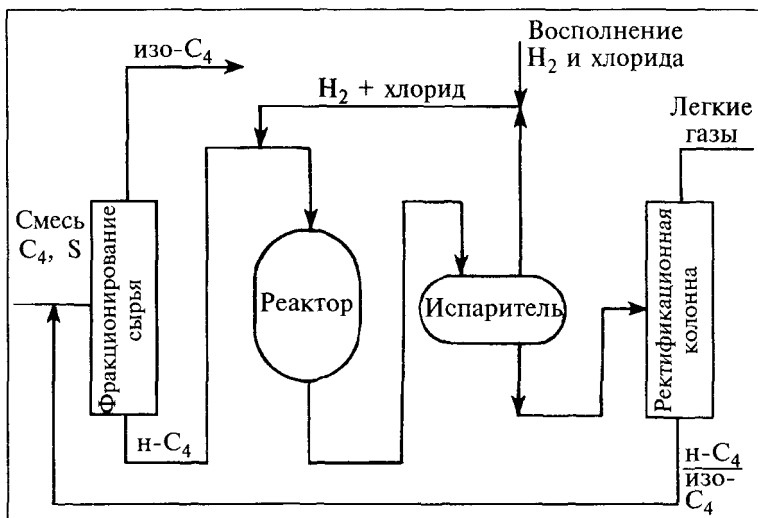 изо-C₄
Восполнение
H₂ и хлорида
H₂ + хлорид
Легкие
газы
Смесь
C₄, S
Фракционирование
сырья
Реактор
Испаритель
Ректификационная
колонна
н-C₄
н-C₄
изо-
C₄